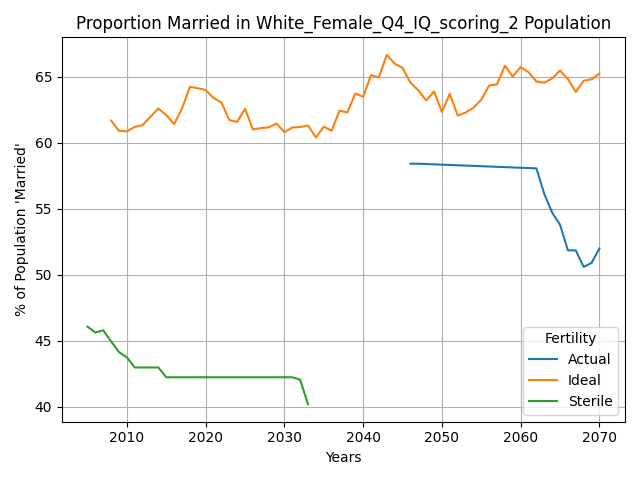 Proportion Married in White_Female_Q4_IQ_scoring_2 Population
% of Population 'Married'
65
60
55
50
45
40
2010 2020 2030 2040 2050 2060 2070
Years
Fertility
Actual
Ideal
Sterile